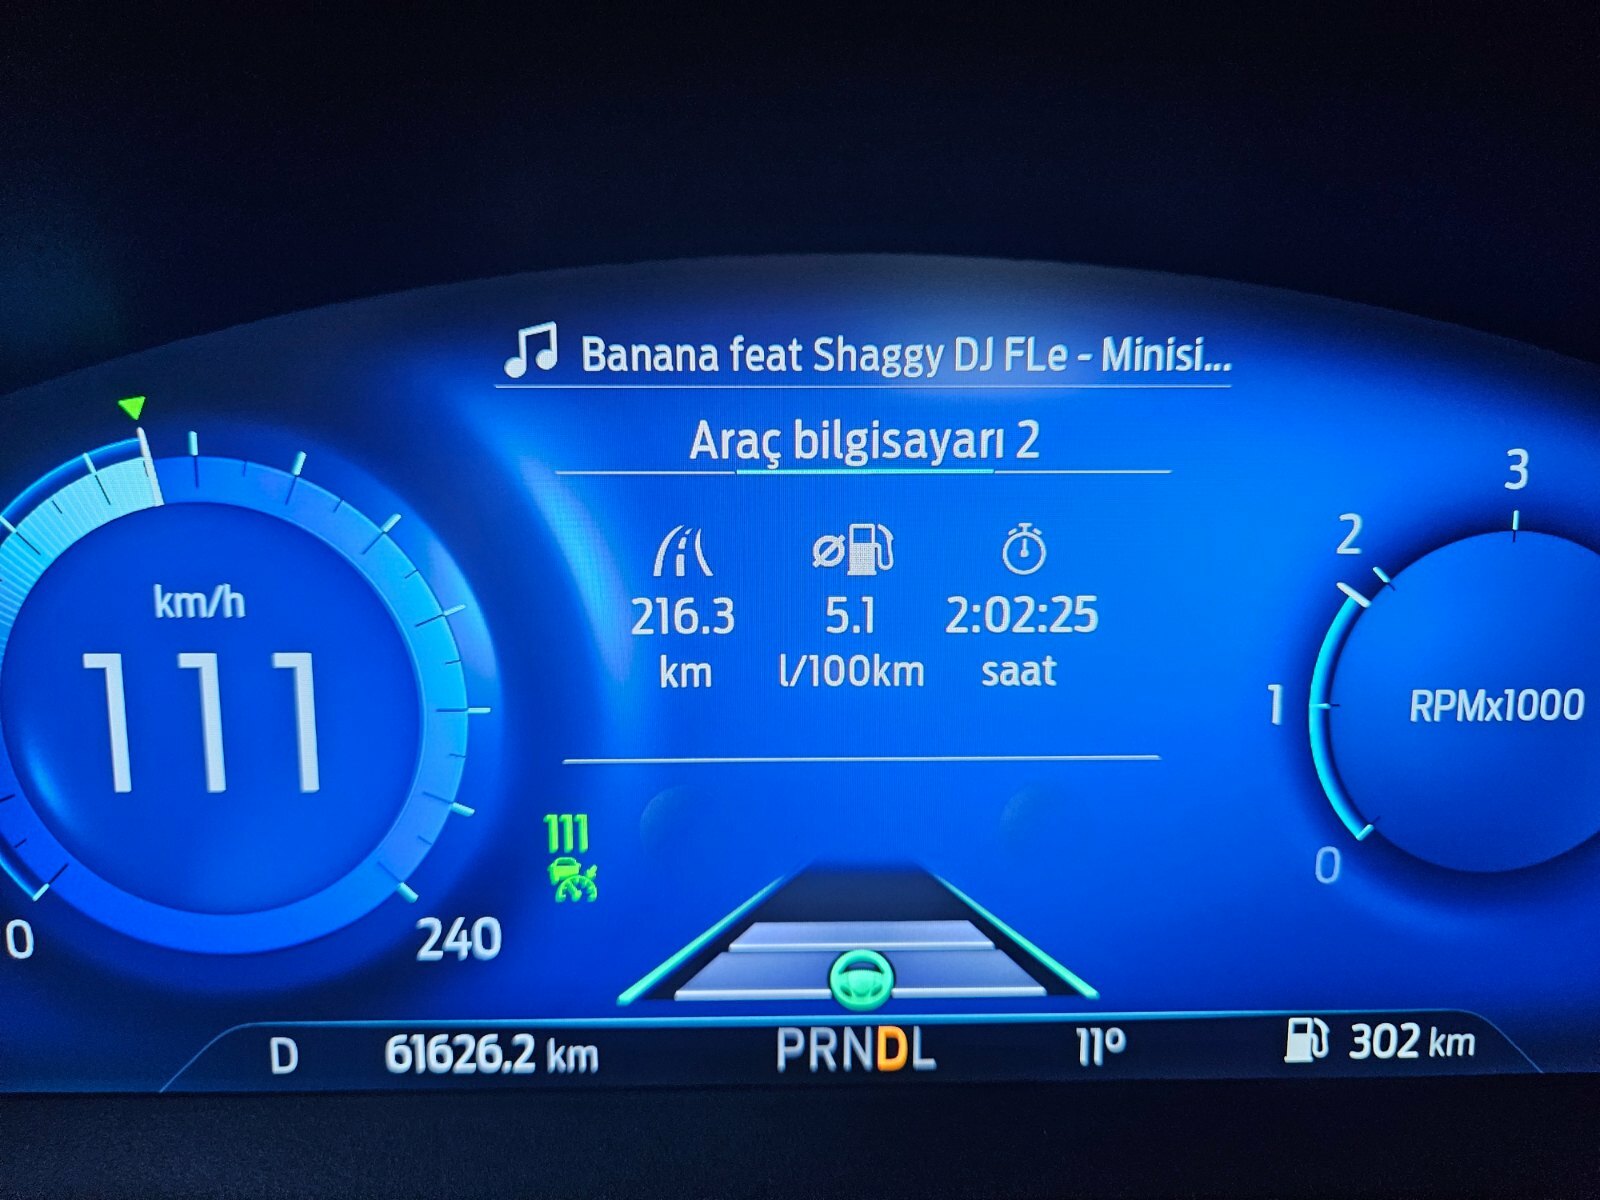 Banana feat Shaggy DJ FLe - Minisi...
Araç bilgisayarı 2
216.3 5.1 2:02:25
km l/100km saat
km/h
111
0
240
111
3
2
1
0
RPMx1000
D 61626.2 km PRNDL 11° 302 km